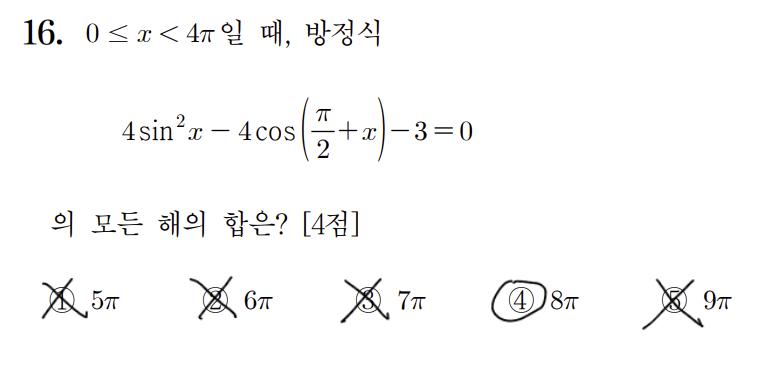 16. 0 ≤ x < 4π일 때, 방정식
4sin²x − 4cos(π/2 + x) − 3 = 0
의 모든 해의 합은? [4점]
① 5π ② 6π ③ 7π ④ 8π ⑤ 9π